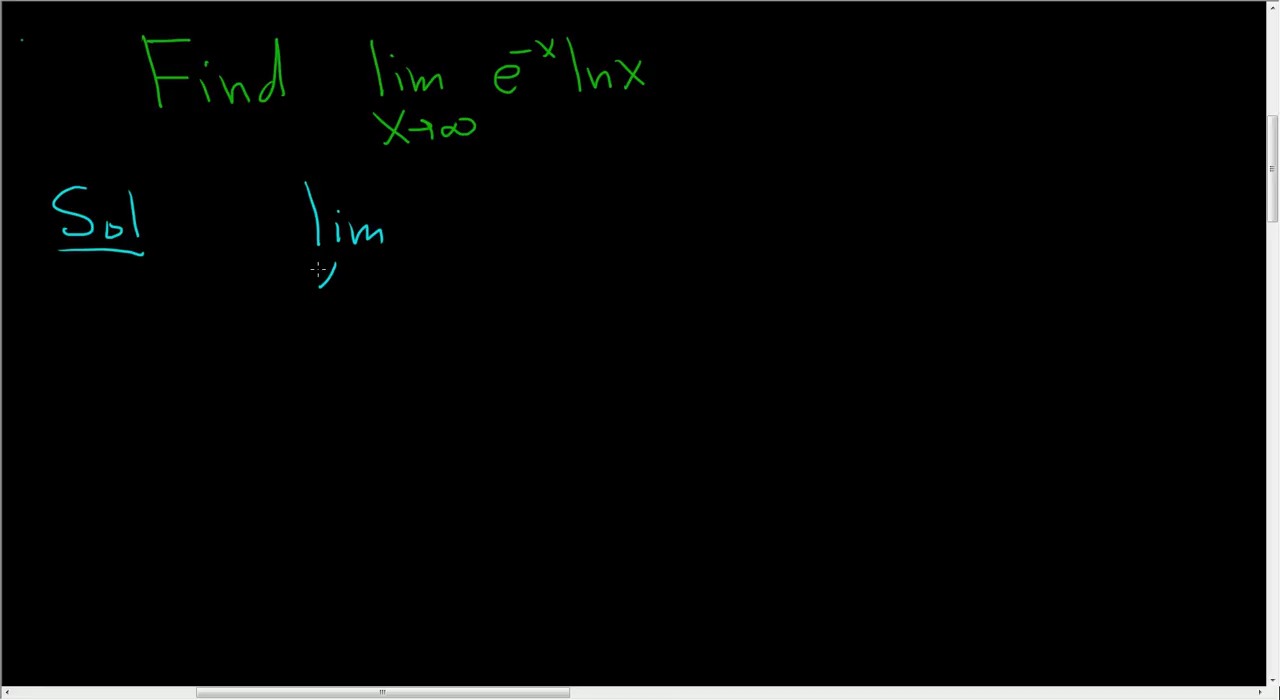 Find lim e^{-x} ln x
x→∞
Sol lim